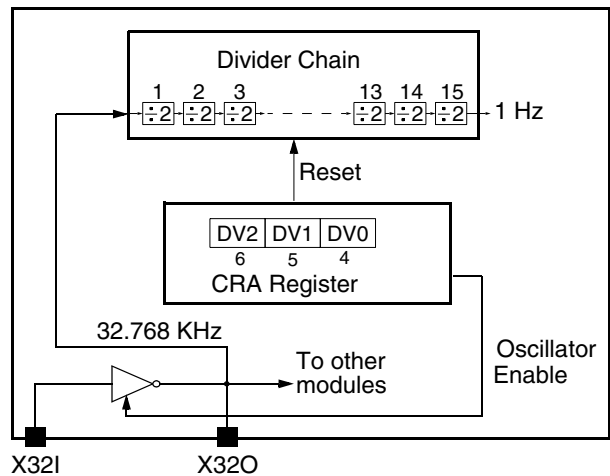 Divider Chain
1 2 3 13 14 15
÷2 ÷2 ÷2 ÷2 ÷2 ÷2 1 Hz
Reset
DV2 DV1 DV0
6 5 4
CRA Register
32.768 KHz
To other
modules
Oscillator
Enable
X32I X32O